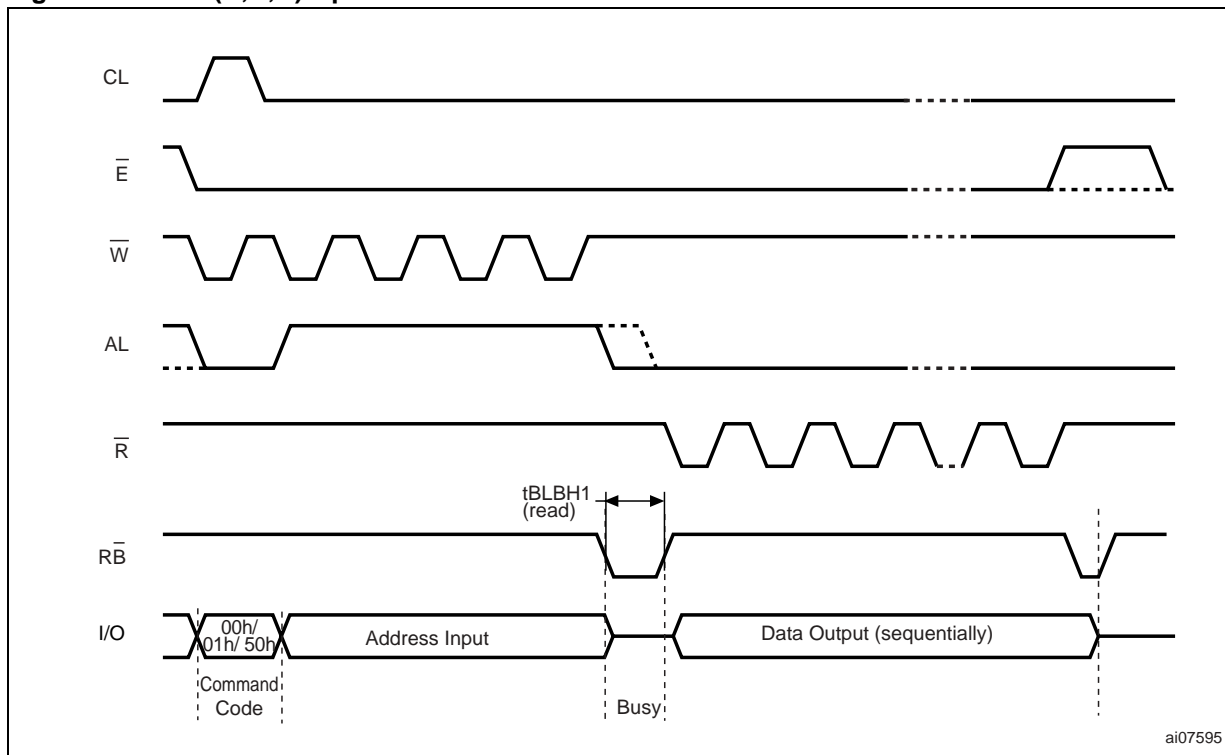 CL
E̅
W̅
AL
R̅
tBLBH1
(read)
RB̅
I/O
00h/
01h/ 50h
Address Input
Data Output (sequentially)
Command
Code
Busy
ai07595